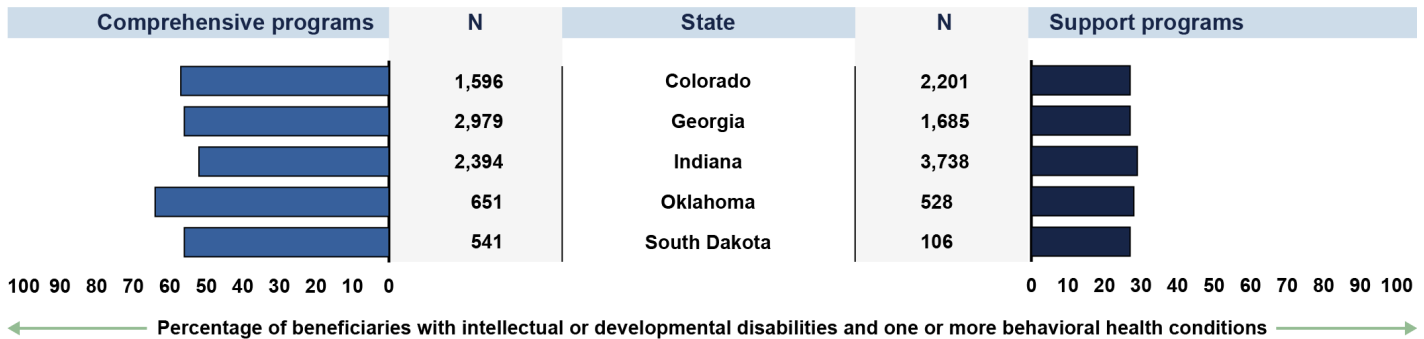 Comprehensive programs N State N Support programs
1,596 Colorado 2,201
2,979 Georgia 1,685
2,394 Indiana 3,738
651 Oklahoma 528
541 South Dakota 106
100 90 80 70 60 50 40 30 20 10 0 0 10 20 30 40 50 60 70 80 90 100
Percentage of beneficiaries with intellectual or developmental disabilities and one or more behavioral health conditions